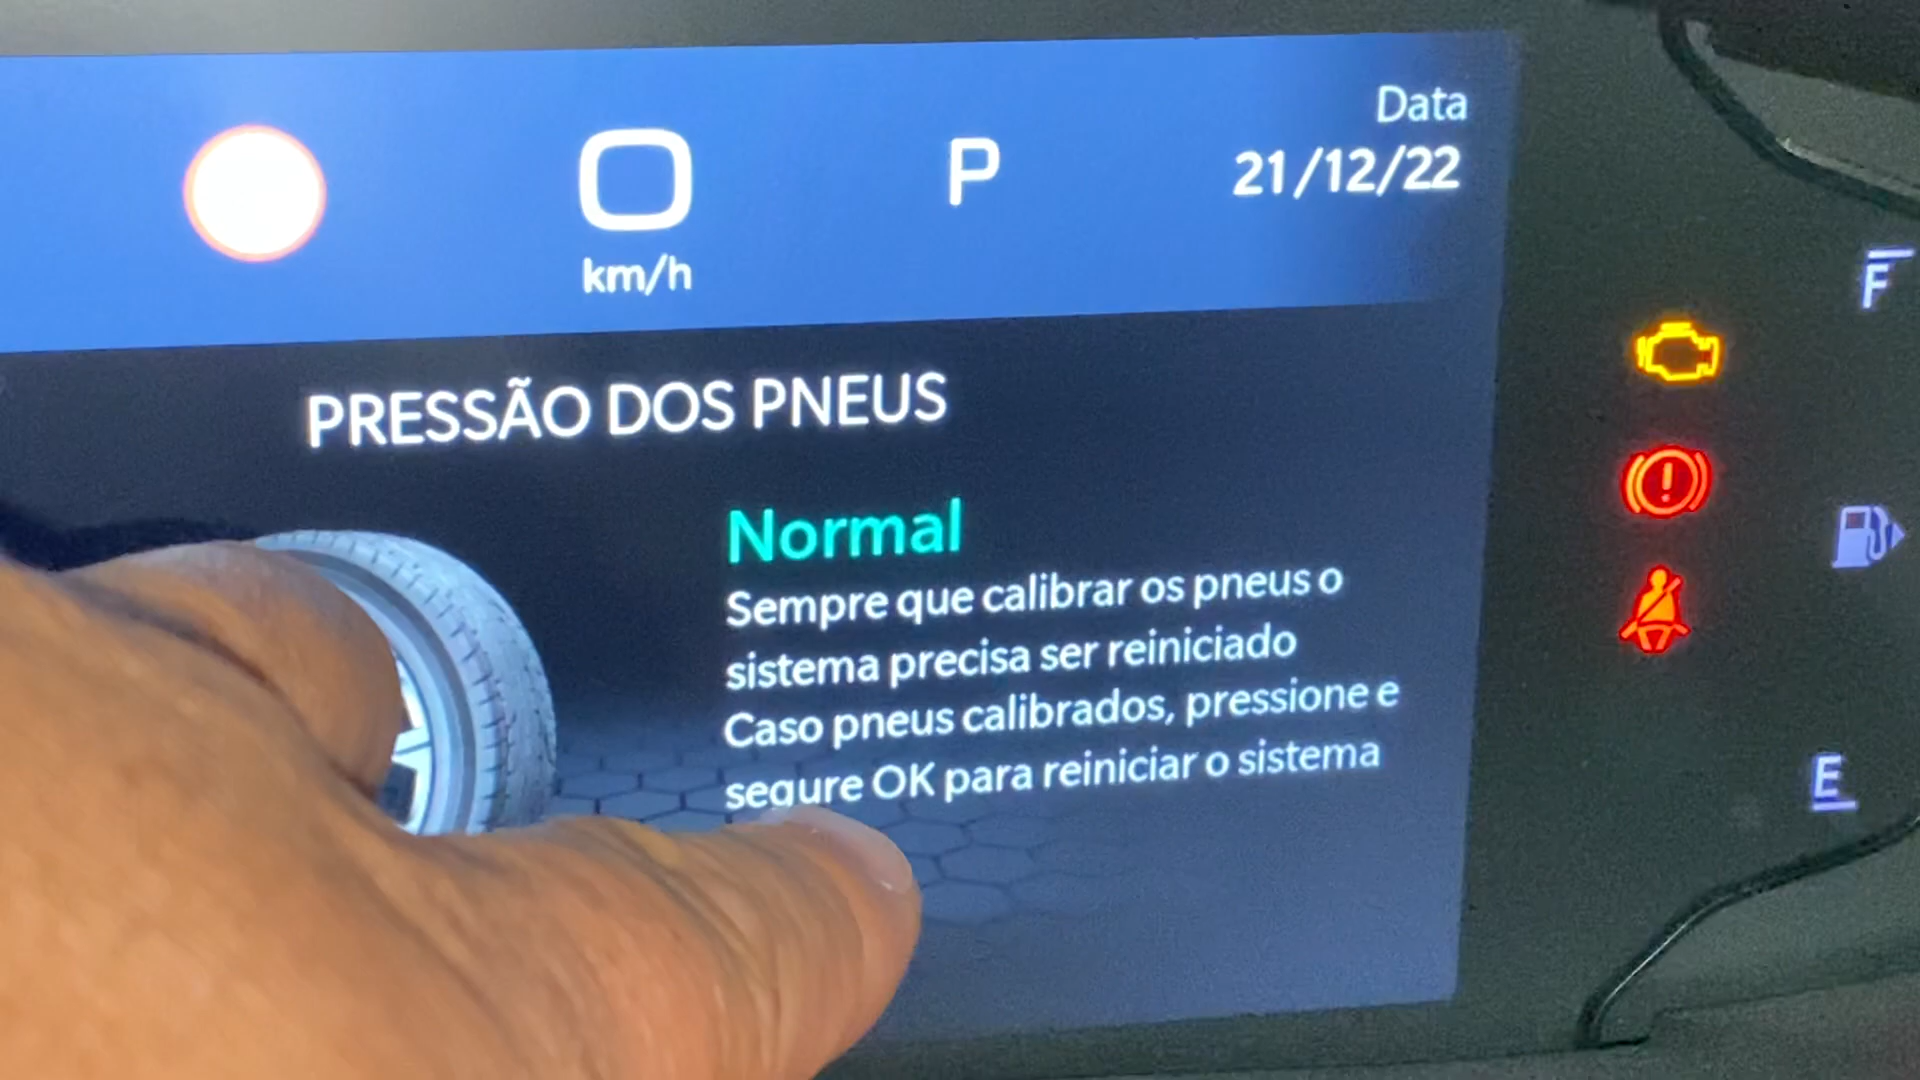 Data
21/12/22
0
km/h
P
PRESSÃO DOS PNEUS
Normal
Sempre que calibrar os pneus o
sistema precisa ser reiniciado
Caso pneus calibrados, pressione e
segure OK para reiniciar o sistema
F
E